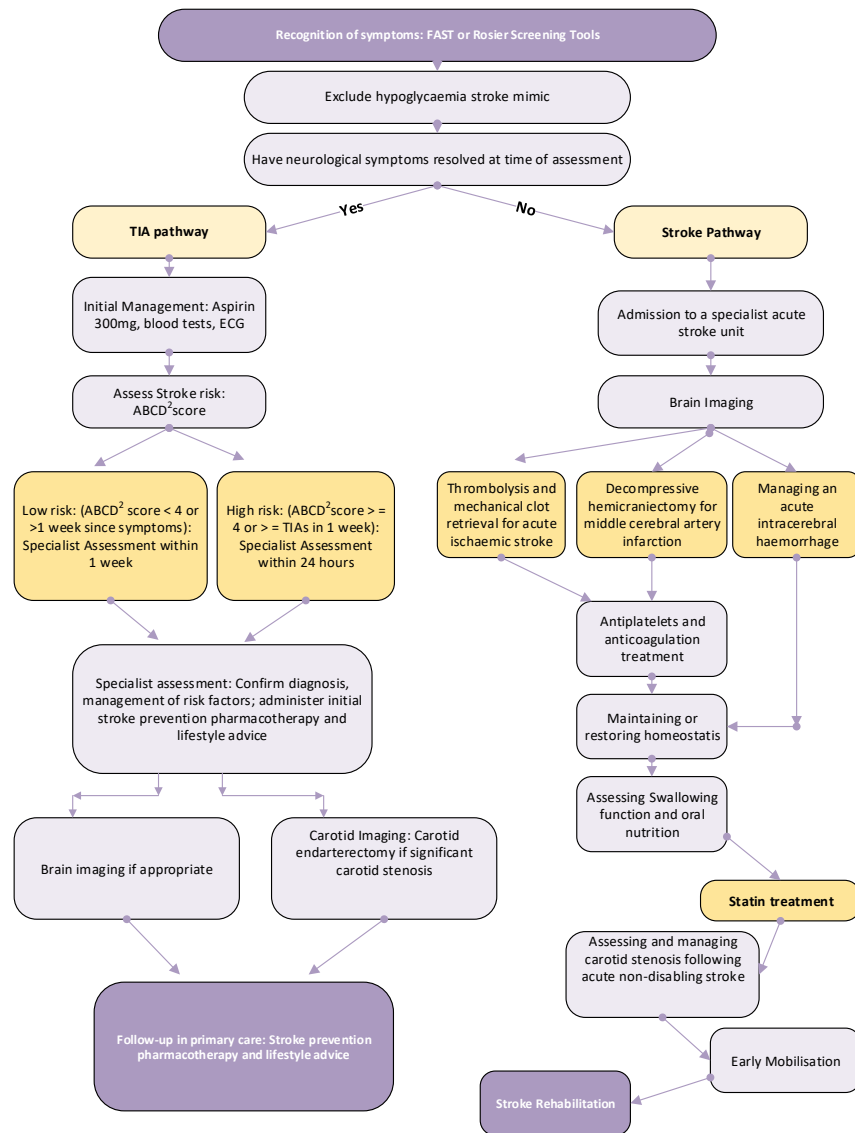 Recognition of symptoms: FAST or Rosier Screening Tools
Exclude hypoglycaemia stroke mimic
Have neurological symptoms resolved at time of assessment
Yes
No
TIA pathway
Stroke Pathway
Initial Management: Aspirin
300mg, blood tests, ECG
Admission to a specialist acute
stroke unit
Assess Stroke risk:
ABCD²score
Brain Imaging
Low risk: (ABCD² score < 4 or
>1 week since symptoms):
Specialist Assessment within
1 week
High risk: (ABCD²score > =
4 or > = TIAs in 1 week):
Specialist Assessment
within 24 hours
Thrombolysis and
mechanical clot
retrieval for acute
ischaemic stroke
Decompressive
hemicraniectomy for
middle cerebral artery
infarction
Managing an
acute
intracerebral
haemorrhage
Antiplatelets and
anticoagulation
treatment
Specialist assessment: Confirm diagnosis,
management of risk factors; administer initial
stroke prevention pharmacotherapy and
lifestyle advice
Maintaining or
restoring homeostatis
Assessing Swallowing
function and oral
nutrition
Brain imaging if appropriate
Carotid Imaging: Carotid
endarterectomy if significant
carotid stenosis
Statin treatment
Assessing and managing
carotid stenosis following
acute non-disabling stroke
Follow-up in primary care: Stroke prevention
pharmacotherapy and lifestyle advice
Early Mobilisation
Stroke Rehabilitation